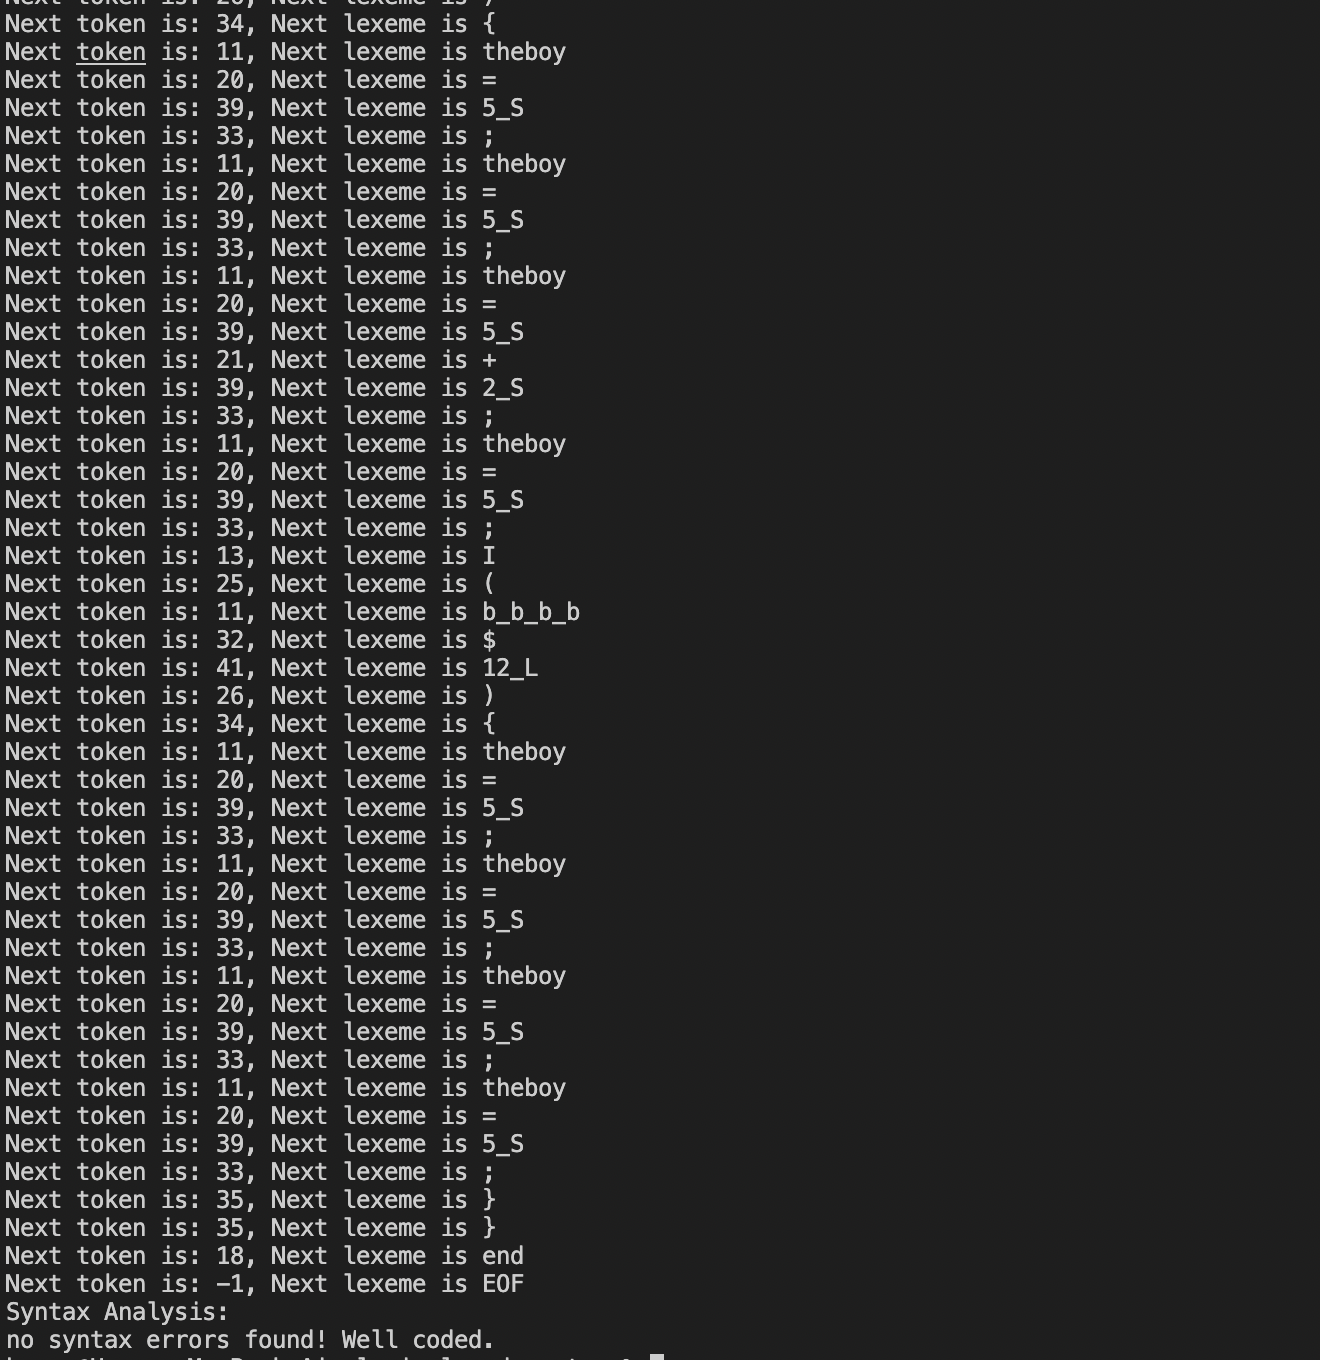 Next token is: 26, Next lexeme is )
Next token is: 34, Next lexeme is {
Next token is: 11, Next lexeme is theboy
Next token is: 20, Next lexeme is =
Next token is: 39, Next lexeme is 5_S
Next token is: 33, Next lexeme is ;
Next token is: 11, Next lexeme is theboy
Next token is: 20, Next lexeme is =
Next token is: 39, Next lexeme is 5_S
Next token is: 33, Next lexeme is ;
Next token is: 11, Next lexeme is theboy
Next token is: 20, Next lexeme is =
Next token is: 39, Next lexeme is 5_S
Next token is: 21, Next lexeme is +
Next token is: 39, Next lexeme is 2_S
Next token is: 33, Next lexeme is ;
Next token is: 11, Next lexeme is theboy
Next token is: 20, Next lexeme is =
Next token is: 39, Next lexeme is 5_S
Next token is: 33, Next lexeme is ;
Next token is: 13, Next lexeme is I
Next token is: 25, Next lexeme is (
Next token is: 11, Next lexeme is b_b_b_b
Next token is: 32, Next lexeme is $
Next token is: 41, Next lexeme is 12_L
Next token is: 26, Next lexeme is )
Next token is: 34, Next lexeme is {
Next token is: 11, Next lexeme is theboy
Next token is: 20, Next lexeme is =
Next token is: 39, Next lexeme is 5_S
Next token is: 33, Next lexeme is ;
Next token is: 11, Next lexeme is theboy
Next token is: 20, Next lexeme is =
Next token is: 39, Next lexeme is 5_S
Next token is: 33, Next lexeme is ;
Next token is: 11, Next lexeme is theboy
Next token is: 20, Next lexeme is =
Next token is: 39, Next lexeme is 5_S
Next token is: 33, Next lexeme is ;
Next token is: 11, Next lexeme is theboy
Next token is: 20, Next lexeme is =
Next token is: 39, Next lexeme is 5_S
Next token is: 33, Next lexeme is ;
Next token is: 35, Next lexeme is }
Next token is: 35, Next lexeme is }
Next token is: 18, Next lexeme is end
Next token is: -1, Next lexeme is EOF
Syntax Analysis:
no syntax errors found! Well coded.